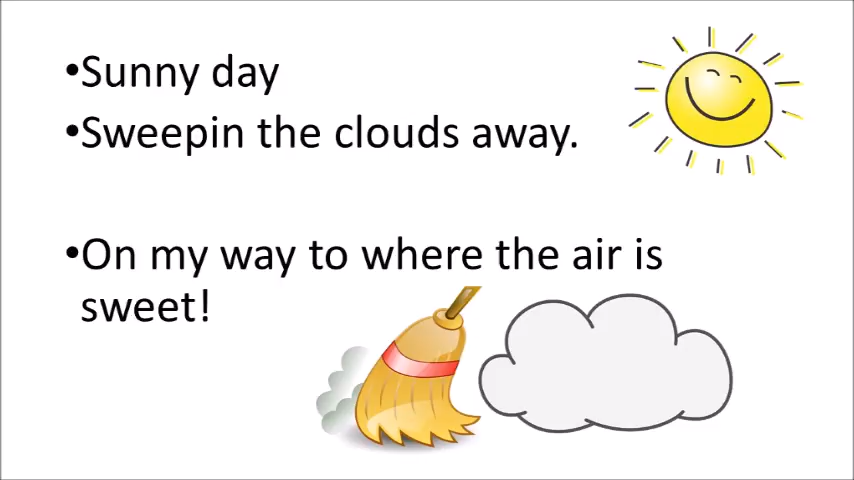 •Sunny day
•Sweepin the clouds away.
•On my way to where the air is
sweet!